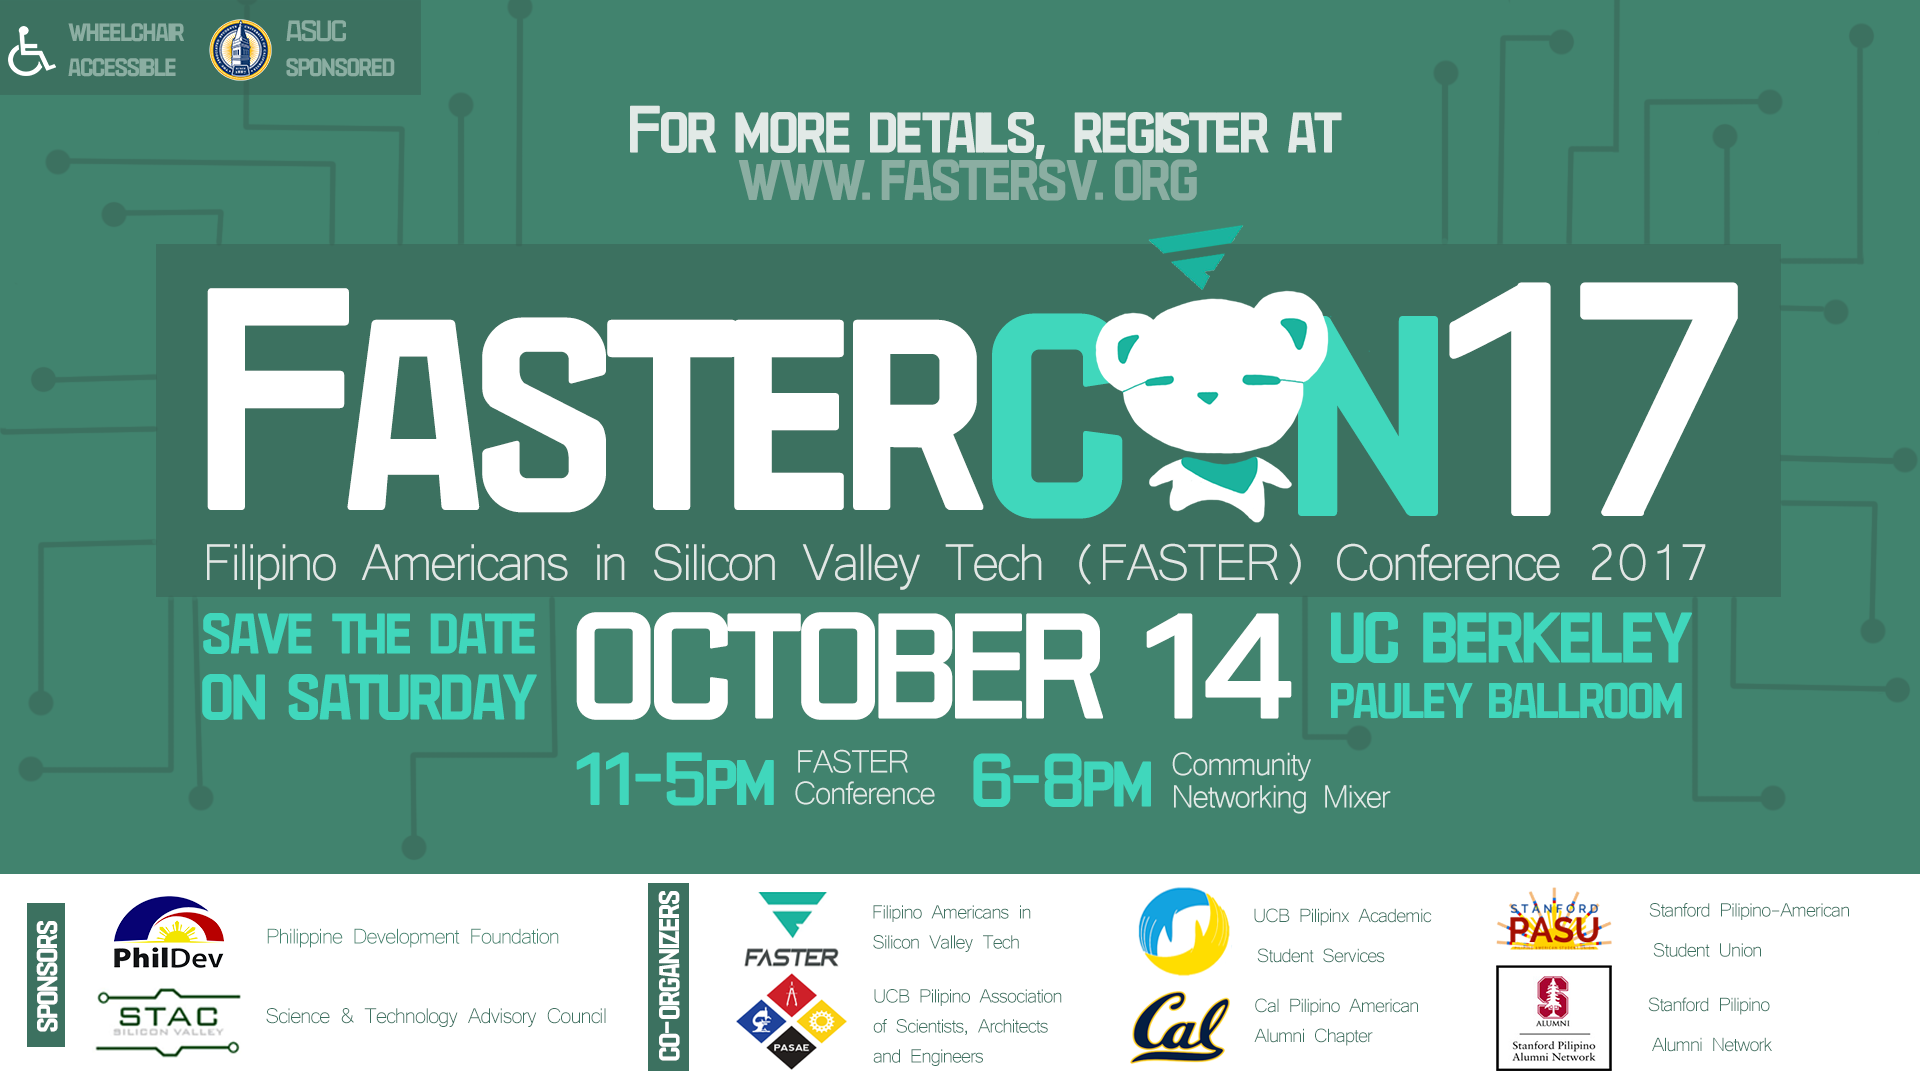 WHEELCHAIR
ACCESSIBLE
ASUC
SPONSORED
FOR MORE DETAILS, REGISTER AT
WWW.FASTERSV.ORG
FASTERCON17
Filipino Americans in Silicon Valley Tech (FASTER) Conference 2017
SAVE THE DATE
ON SATURDAY
OCTOBER 14
UC BERKELEY
PAULEY BALLROOM
11-5PM
FASTER
Conference
6-8PM
Community
Networking Mixer
SPONSORS
PhilDev
Philippine Development Foundation
STAC
SILICON VALLEY
Science & Technology Advisory Council
CO-ORGANIZERS
FASTER
Filipino Americans in
Silicon Valley Tech
PASAE
UCB Pilipino Association
of Scientists, Architects
and Engineers
UCB Pilipinx Academic
Student Services
Cal
Cal Pilipino American
Alumni Chapter
STANFORD
PASU
Stanford Pilipino-American
Student Union
ALUMNI
Stanford Pilipino
Alumni Network
Stanford Pilipino
Alumni Network